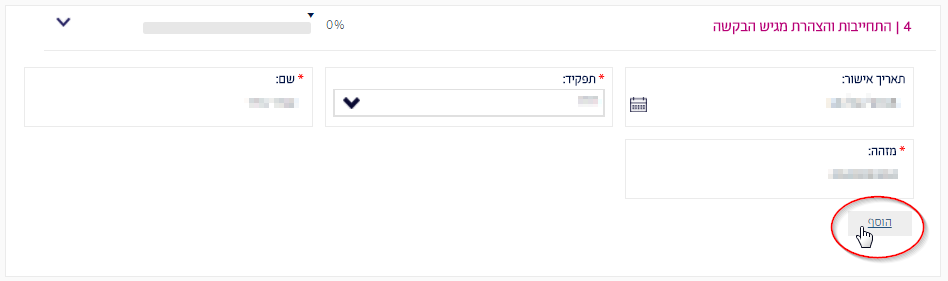 4 | התחייבות והצהרת מגיש הבקשה
0%
תאריך אישור:
* תפקיד:
* שם:
* מזהה:
הוסף